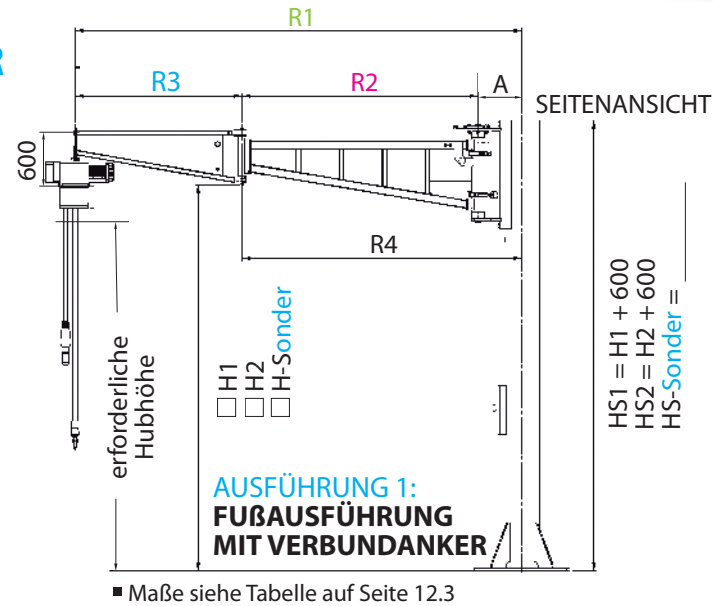 R1
R
R3
R2
A
SEITENANSICHT
600
R4
erforderliche
Hubhöhe
☐ H1
☐ H2
☐ H-Sonder
HS1 = H1 + 600
HS2 = H2 + 600
HS-Sonder = ______
AUSFÜHRUNG 1:
FUßAUSFÜHRUNG
MIT VERBUNDANKER
■ Maße siehe Tabelle auf Seite 12.3